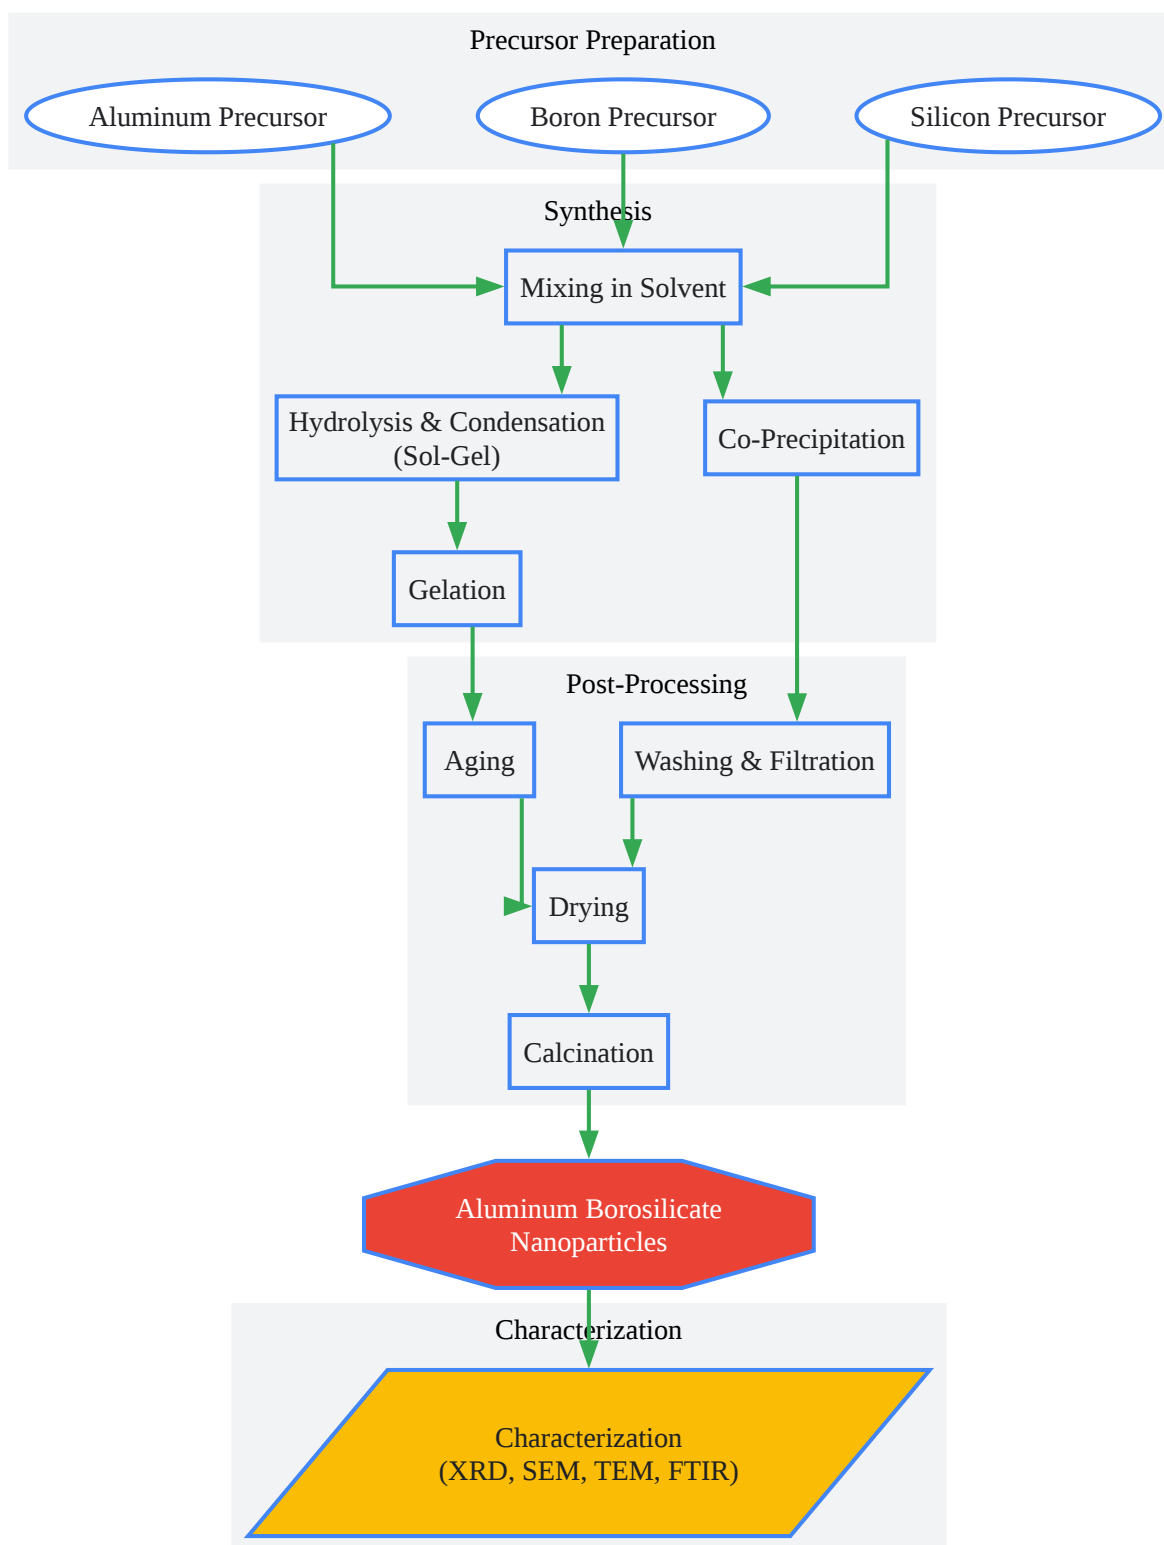 Precursor Preparation
Aluminum Precursor
Boron Precursor
Silicon Precursor
Synthesis
Mixing in Solvent
Hydrolysis & Condensation
(Sol-Gel)
Co-Precipitation
Gelation
Post-Processing
Aging
Washing & Filtration
Drying
Calcination
Aluminum Borosilicate
Nanoparticles
Characterization
Characterization
(XRD, SEM, TEM, FTIR)